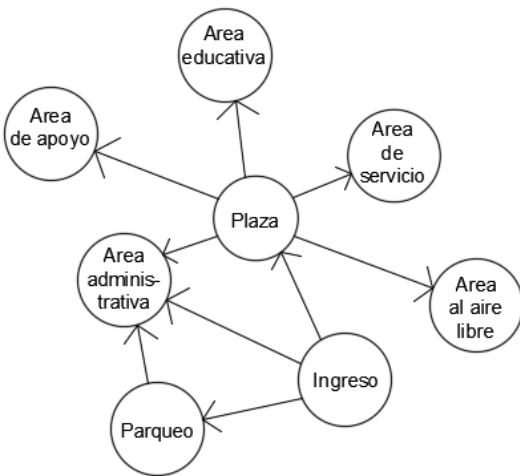 Area
educativa
Area
de apoyo
Area
de
servicio
Plaza
Area
adminis-
trativa
Area
al aire
libre
Ingreso
Parqueo